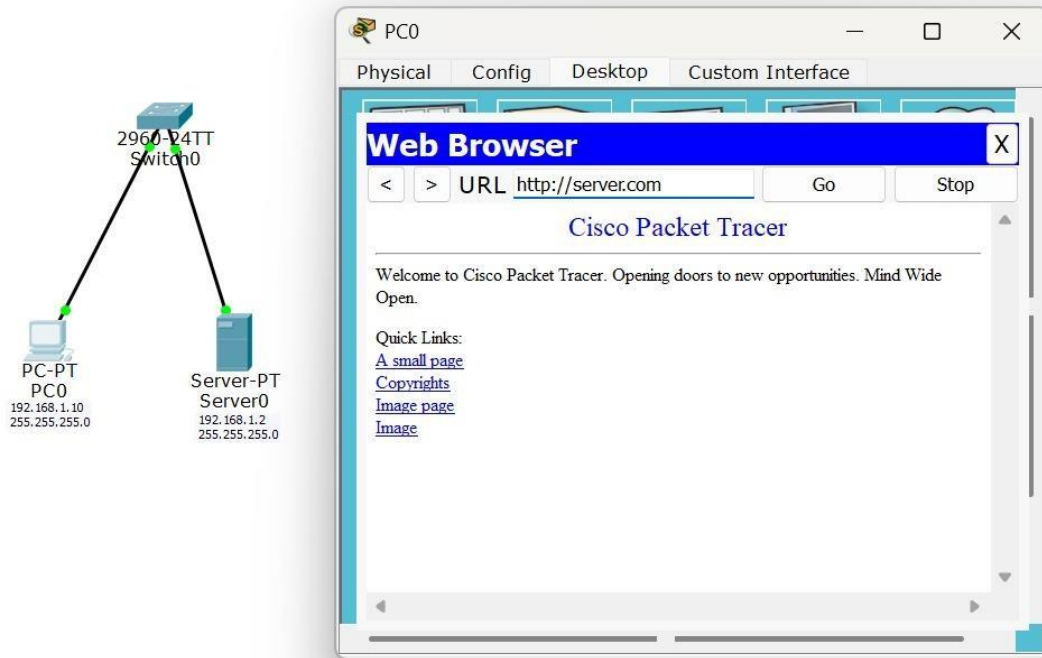 PC0
Physical Config Desktop Custom Interface
Web Browser X
< > URL http://server.com Go Stop
Cisco Packet Tracer
Welcome to Cisco Packet Tracer. Opening doors to new opportunities. Mind Wide
Open.
Quick Links:
A small page
Copyrights
Image page
Image
2960-24TT
Switch0
PC-PT
PC0
192.168.1.10
255.255.255.0
Server-PT
Server0
192.168.1.2
255.255.255.0